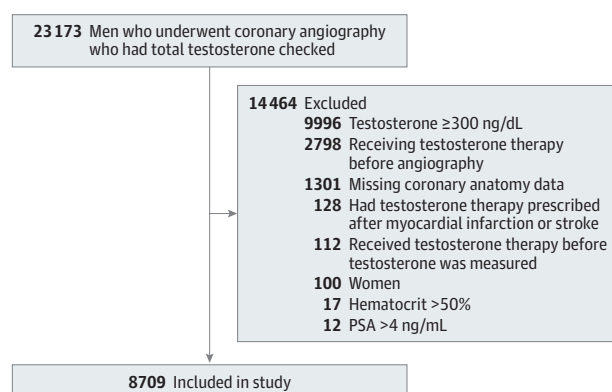 23 173 Men who underwent coronary angiography
who had total testosterone checked
14 464 Excluded
9996 Testosterone ≥300 ng/dL
2798 Receiving testosterone therapy
before angiography
1301 Missing coronary anatomy data
128 Had testosterone therapy prescribed
after myocardial infarction or stroke
112 Received testosterone therapy before
testosterone was measured
100 Women
17 Hematocrit >50%
12 PSA >4 ng/mL
8709 Included in study